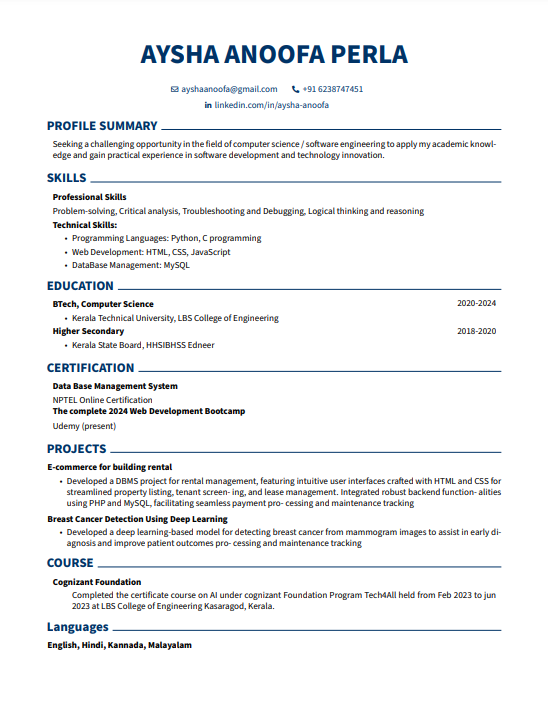 AYSHA ANOOFA PERLA
ayshaanoofa@gmail.com +91 6238747451
linkedin.com/in/aysha-anoofa
PROFILE SUMMARY
Seeking a challenging opportunity in the field of computer science / software engineering to apply my academic knowl-
edge and gain practical experience in software development and technology innovation.
SKILLS
Professional Skills
Problem-solving, Critical analysis, Troubleshooting and Debugging, Logical thinking and reasoning
Technical Skills:
• Programming Languages: Python, C programming
• Web Development: HTML, CSS, JavaScript
• DataBase Management: MySQL
EDUCATION
BTech, Computer Science 2020-2024
• Kerala Technical University, LBS College of Engineering
Higher Secondary 2018-2020
• Kerala State Board, HHSIBHSS Edneer
CERTIFICATION
Data Base Management System
NPTEL Online Certification
The complete 2024 Web Development Bootcamp
Udemy (present)
PROJECTS
E-commerce for building rental
• Developed a DBMS project for rental management, featuring intuitive user interfaces crafted with HTML and CSS for
streamlined property listing, tenant screen- ing, and lease management. Integrated robust backend function- alities
using PHP and MySQL, facilitating seamless payment pro- cessing and maintenance tracking
Breast Cancer Detection Using Deep Learning
• Developed a deep learning-based model for detecting breast cancer from mammogram images to assist in early di-
agnosis and improve patient outcomes pro- cessing and maintenance tracking
COURSE
Cognizant Foundation
Completed the certificate course on AI under cognizant Foundation Program Tech4All held from Feb 2023 to jun
2023 at LBS College of Engineering Kasaragod, Kerala.
Languages
English, Hindi, Kannada, Malayalam